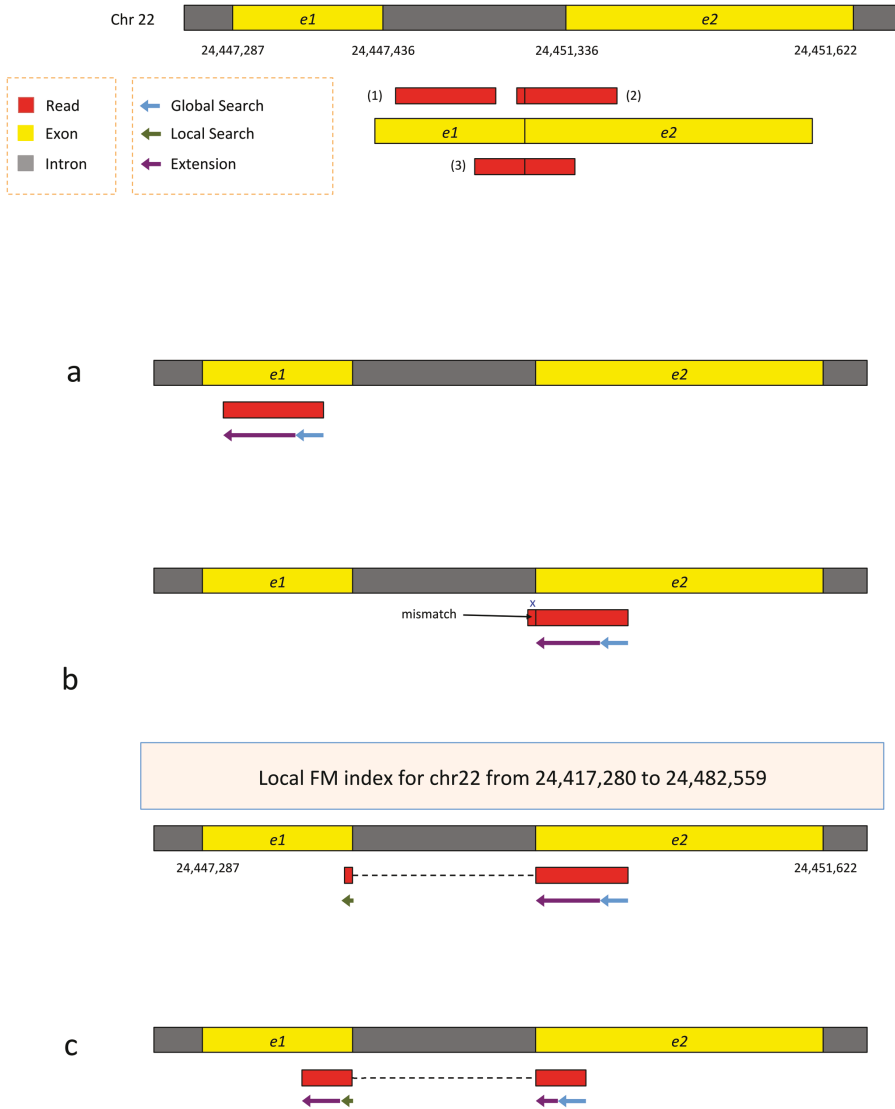 Chr 22
e1
e2
24,447,287
24,447,436
24,451,336
24,451,622
Read
Exon
Intron
Global Search
Local Search
Extension
(1)
(2)
e1
e2
(3)
a
e1
e2
e1
e2
x
mismatch
b
Local FM index for chr22 from 24,417,280 to 24,482,559
e1
e2
24,447,287
24,451,622
c
e1
e2